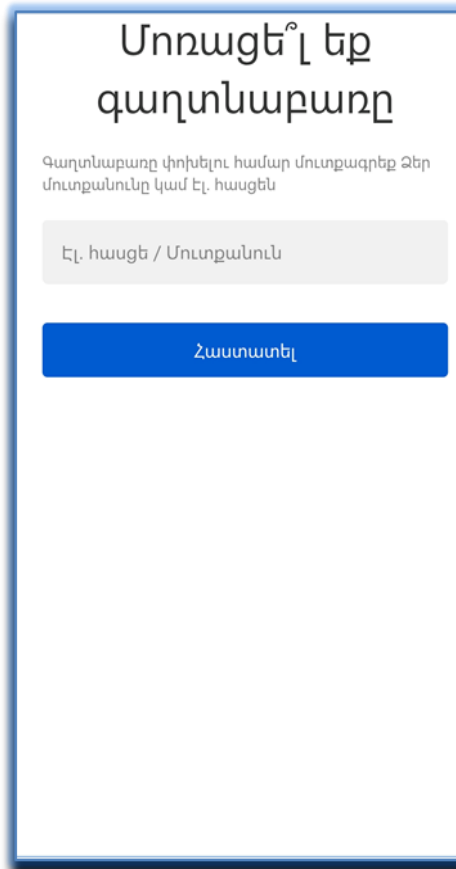 Մոռացե՞լ եք
գաղտնաբառը
Գաղտնաբառը փոխելու համար մուտքագրեք Ձեր
մուտքանունը կամ էլ. հասցեն
Էլ. հասցե / Մուտքանուն
Հաստատել